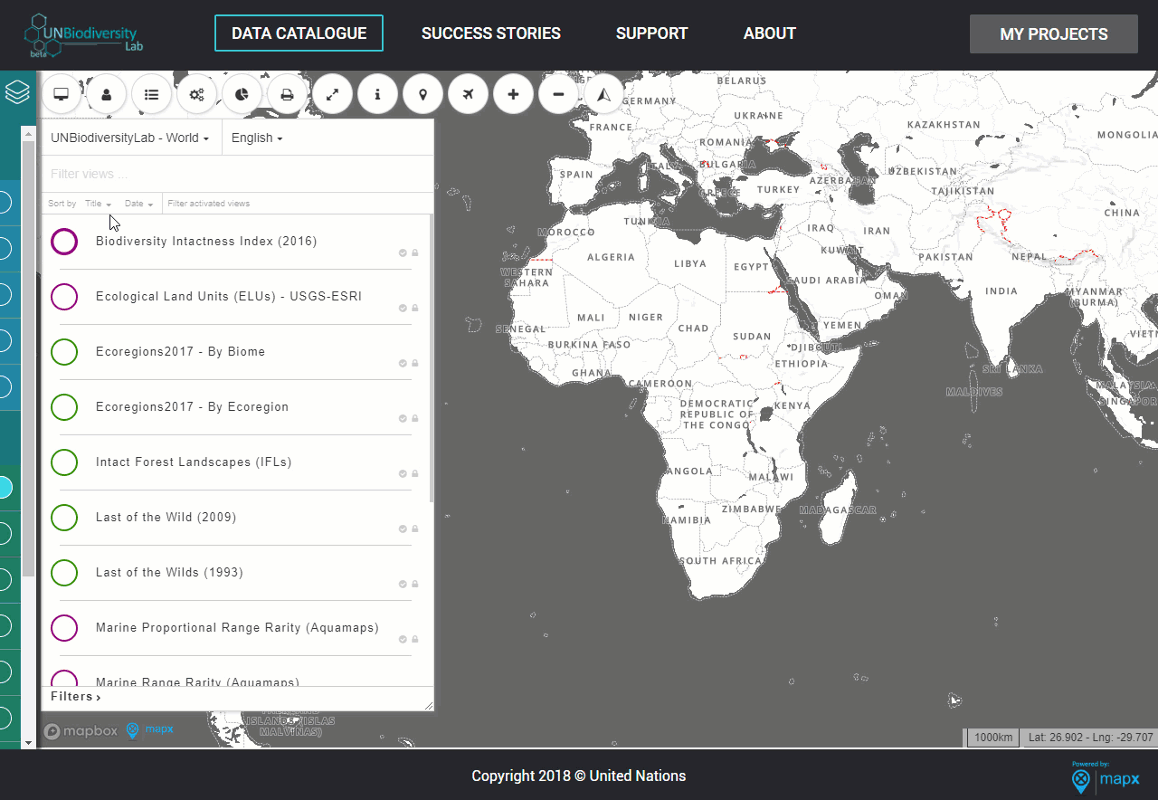 UNBiodiversity
Lab
beta
DATA CATALOGUE
SUCCESS STORIES
SUPPORT
ABOUT
MY PROJECTS
UNBiodiversityLab - World
English
Filter views ...
Sort by Title Date Filter activated views
Biodiversity Intactness Index (2016)
Ecological Land Units (ELUs) - USGS-ESRI
Ecoregions2017 - By Biome
Ecoregions2017 - By Ecoregion
Intact Forest Landscapes (IFLs)
Last of the Wild (2009)
Last of the Wilds (1993)
Marine Proportional Range Rarity (Aquamaps)
Marine Range Rarity (Aquamaps)
Filters ›
BELARUS
GERMANY
UKRAINE
KAZAKHSTAN
FRANCE
MONGOLIA
ROMANIA
ITALY
BULGARIA
UZBEKISTAN
SPAIN
AZERBAIJAN
GREECE
TURKEY
TAJIKISTAN
CHINA
TUNISIA
MOROCCO
IRAQ
IRAN
ALGERIA
LIBYA
EGYPT
KUWAIT
PAKISTAN
NEPAL
WESTERN
SAHARA
SAUDI ARABIA
OMAN
INDIA
MYANMAR
(BURMA)
MALI
NIGER
CHAD
SENEGAL
SUDAN
YEMEN
VIET
BURKINA FASO
DJIBOUTI
ETHIOPIA
GHANA
SRI LANKA
CAMEROON
MALDIVES
MALAYSIA
SINGAPOR
DEMOCRATIC
REPUBLIC OF
THE CONGO
KENYA
ANGOLA
MALAWI
ZIMBABWE
MADAGASCAR
NAMIBIA
SOUTH AFRICA
ISLANDS (ISLAS
MALVINAS)
mapbox
mapx
1000km
Lat: 26.902 - Lng: -29.707
Copyright 2018 © United Nations
Powered by:
mapx